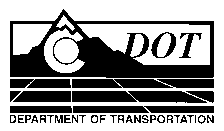 C DOT
DEPARTMENT OF TRANSPORTATION